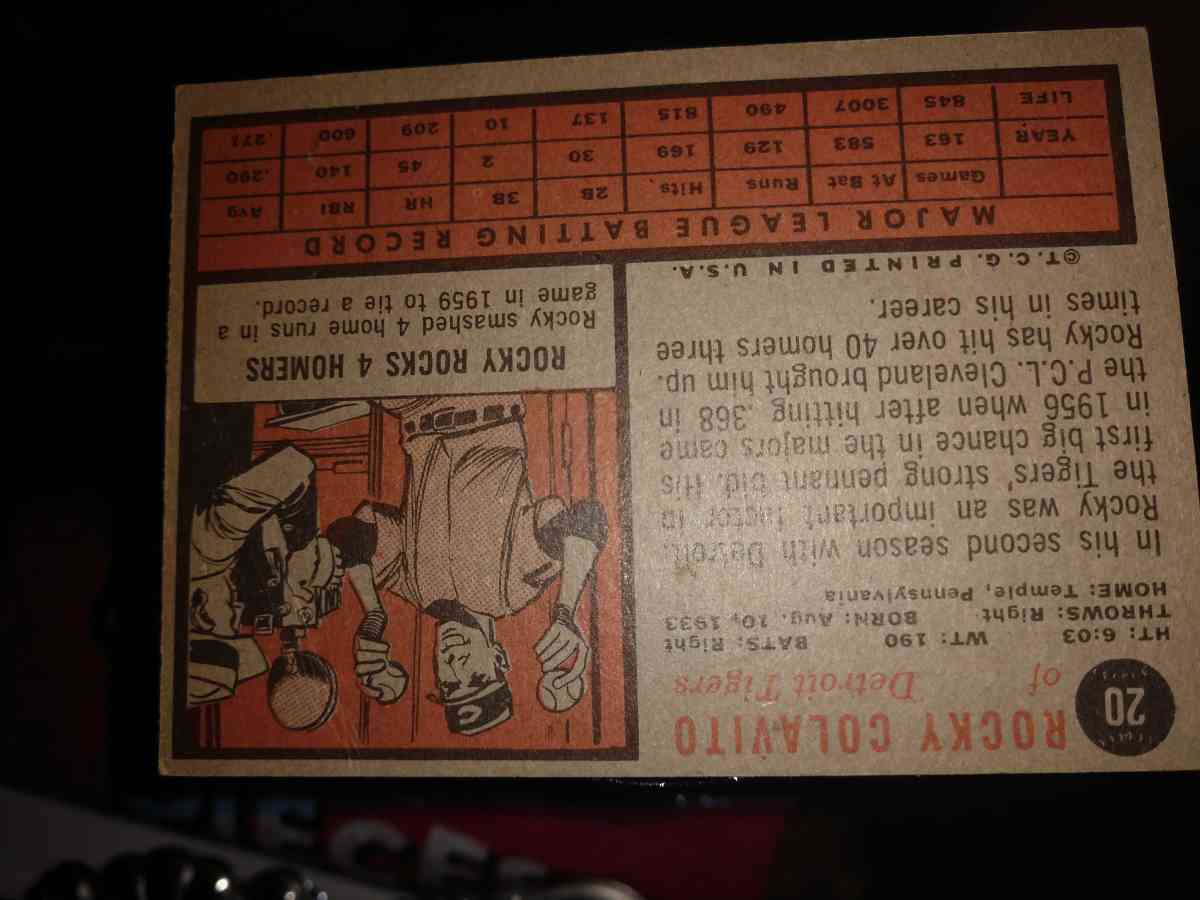 20
ROCKY COLAVITO
of Detroit Tigers
HT: 6:03 WT: 190 BATS: Right
THROWS: Right BORN: Aug. 10, 1933
HOME: Temple, Pennsylvania
In his second season with Detroit,
Rocky was an important factor in
the Tigers' strong pennant bid. His
first big chance in the majors came
in 1956 when after hitting .368 in
the P.C.L. Cleveland brought him up.
Rocky has hit over 40 homers three
times in his career.
©T.C.G. PRINTED IN U.S.A.
ROCKY ROCKS 4 HOMERS
Rocky smashed 4 home runs in a
game in 1959 to tie a record.
MAJOR LEAGUE BATTING RECORD
Games At Bat Runs Hits 2B 3B HR RBI Avg
YEAR 163 583 129 169 30 2 45 140 .290
LIFE 845 3007 490 815 137 10 209 600 .271